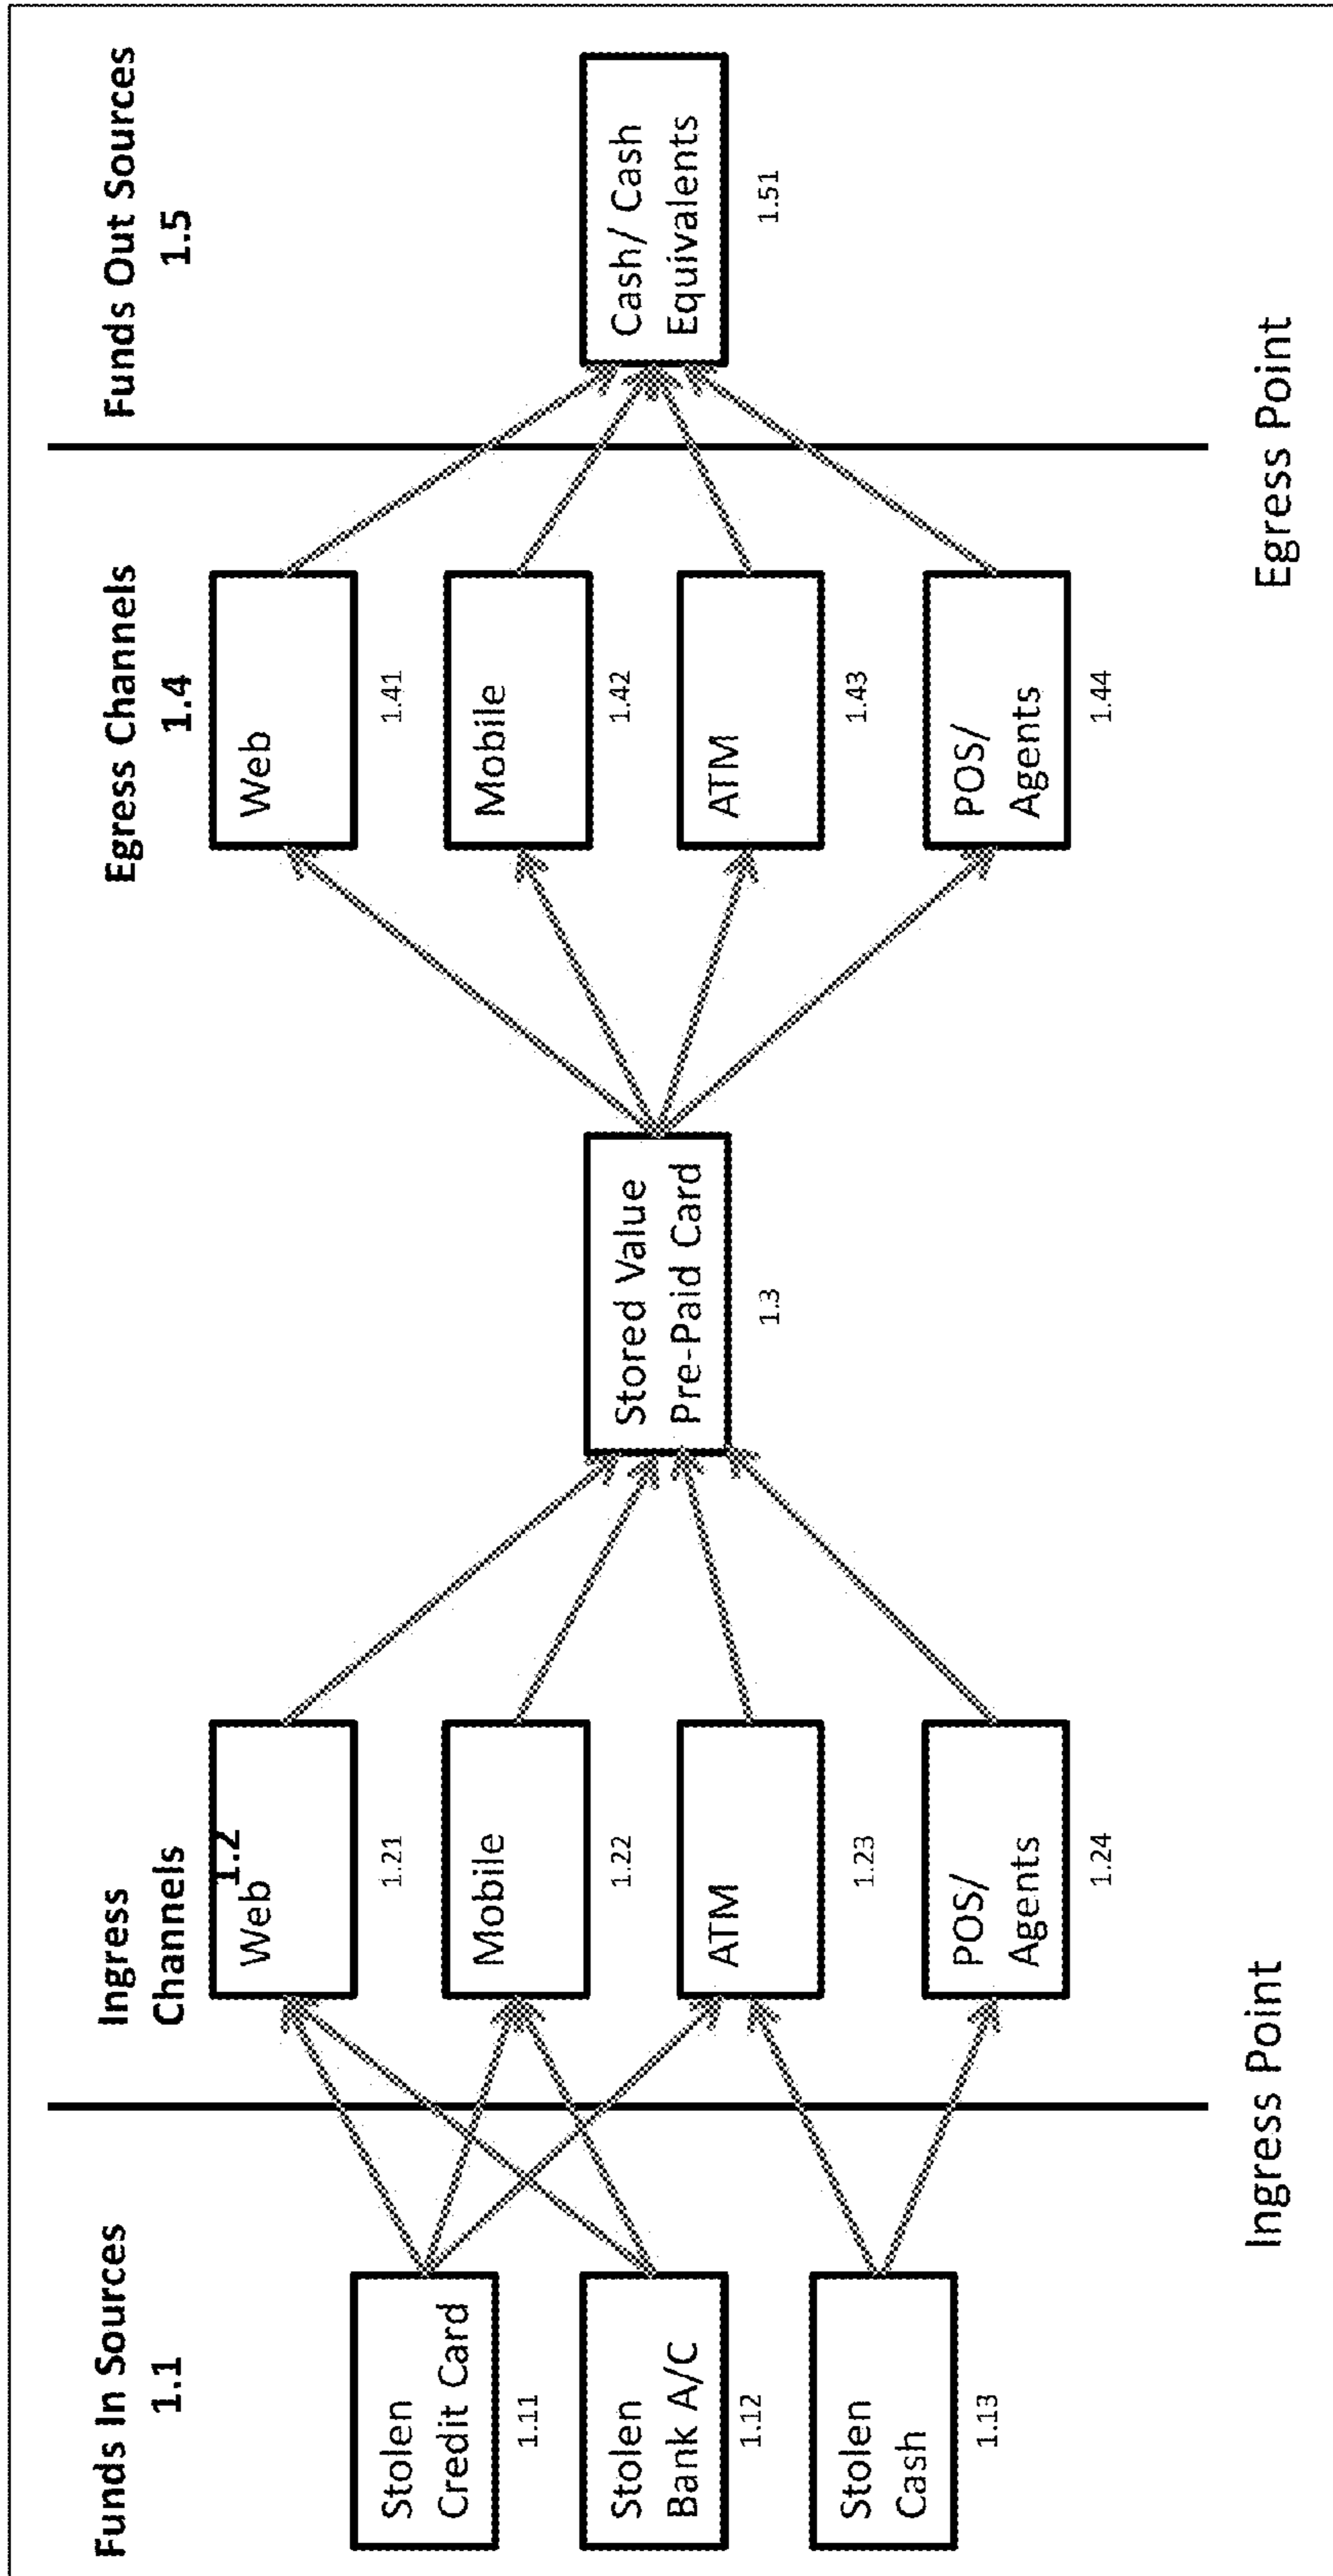 Funds In Sources
1.1
Stolen
Credit Card
1.11
Stolen
Bank A/C
1.12
Stolen
Cash
1.13
Ingress
Channels
1.2
Web
1.21
Mobile
1.22
ATM
1.23
POS/
Agents
1.24
Ingress Point
Stored Value
Pre-Paid Card
1.3
Egress Channels
1.4
Web
1.41
Mobile
1.42
ATM
1.43
POS/
Agents
1.44
Funds Out Sources
1.5
Cash/ Cash
Equivalents
1.51
Egress Point